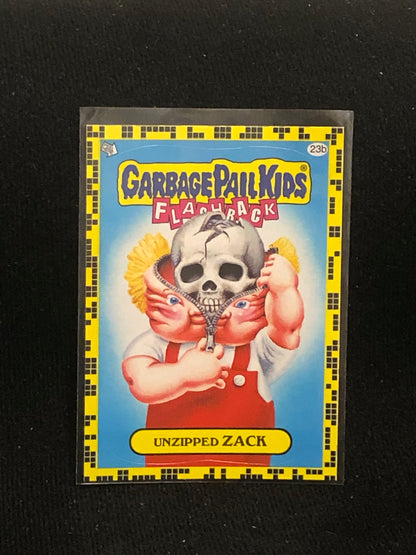 23b
GARBAGE PAIL KIDS®
FLASHBACK
UNZIPPED ZACK